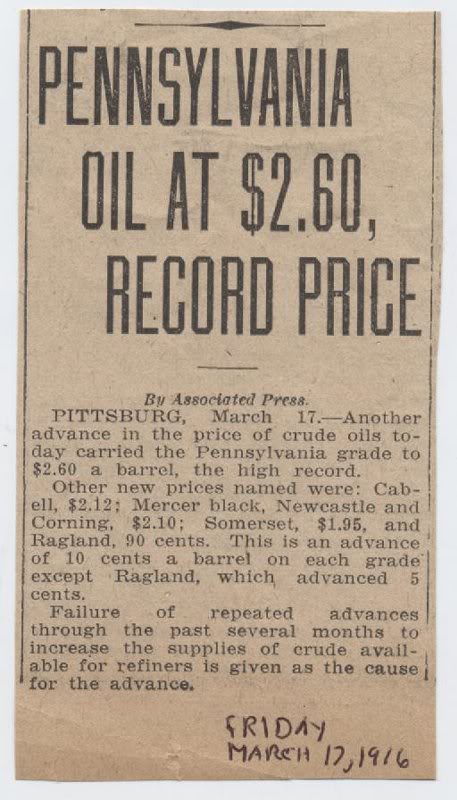 PENNSYLVANIA
OIL AT $2.60,
RECORD PRICE
By Associated Press.
PITTSBURG, March 17.—Another
advance in the price of crude oils to-
day carried the Pennsylvania grade to
$2.60 a barrel, the high record.
Other new prices named were: Cab-
ell, $2.12; Mercer black, Newcastle and
Corning, $2.10; Somerset, $1.95, and
Ragland, 90 cents. This is an advance
of 10 cents a barrel on each grade
except Ragland, which advanced 5
cents.
Failure of repeated advances
through the past several months to
increase the supplies of crude avail-
able for refiners is given as the cause
for the advance.
FRIDAY
MARCH 17, 1916